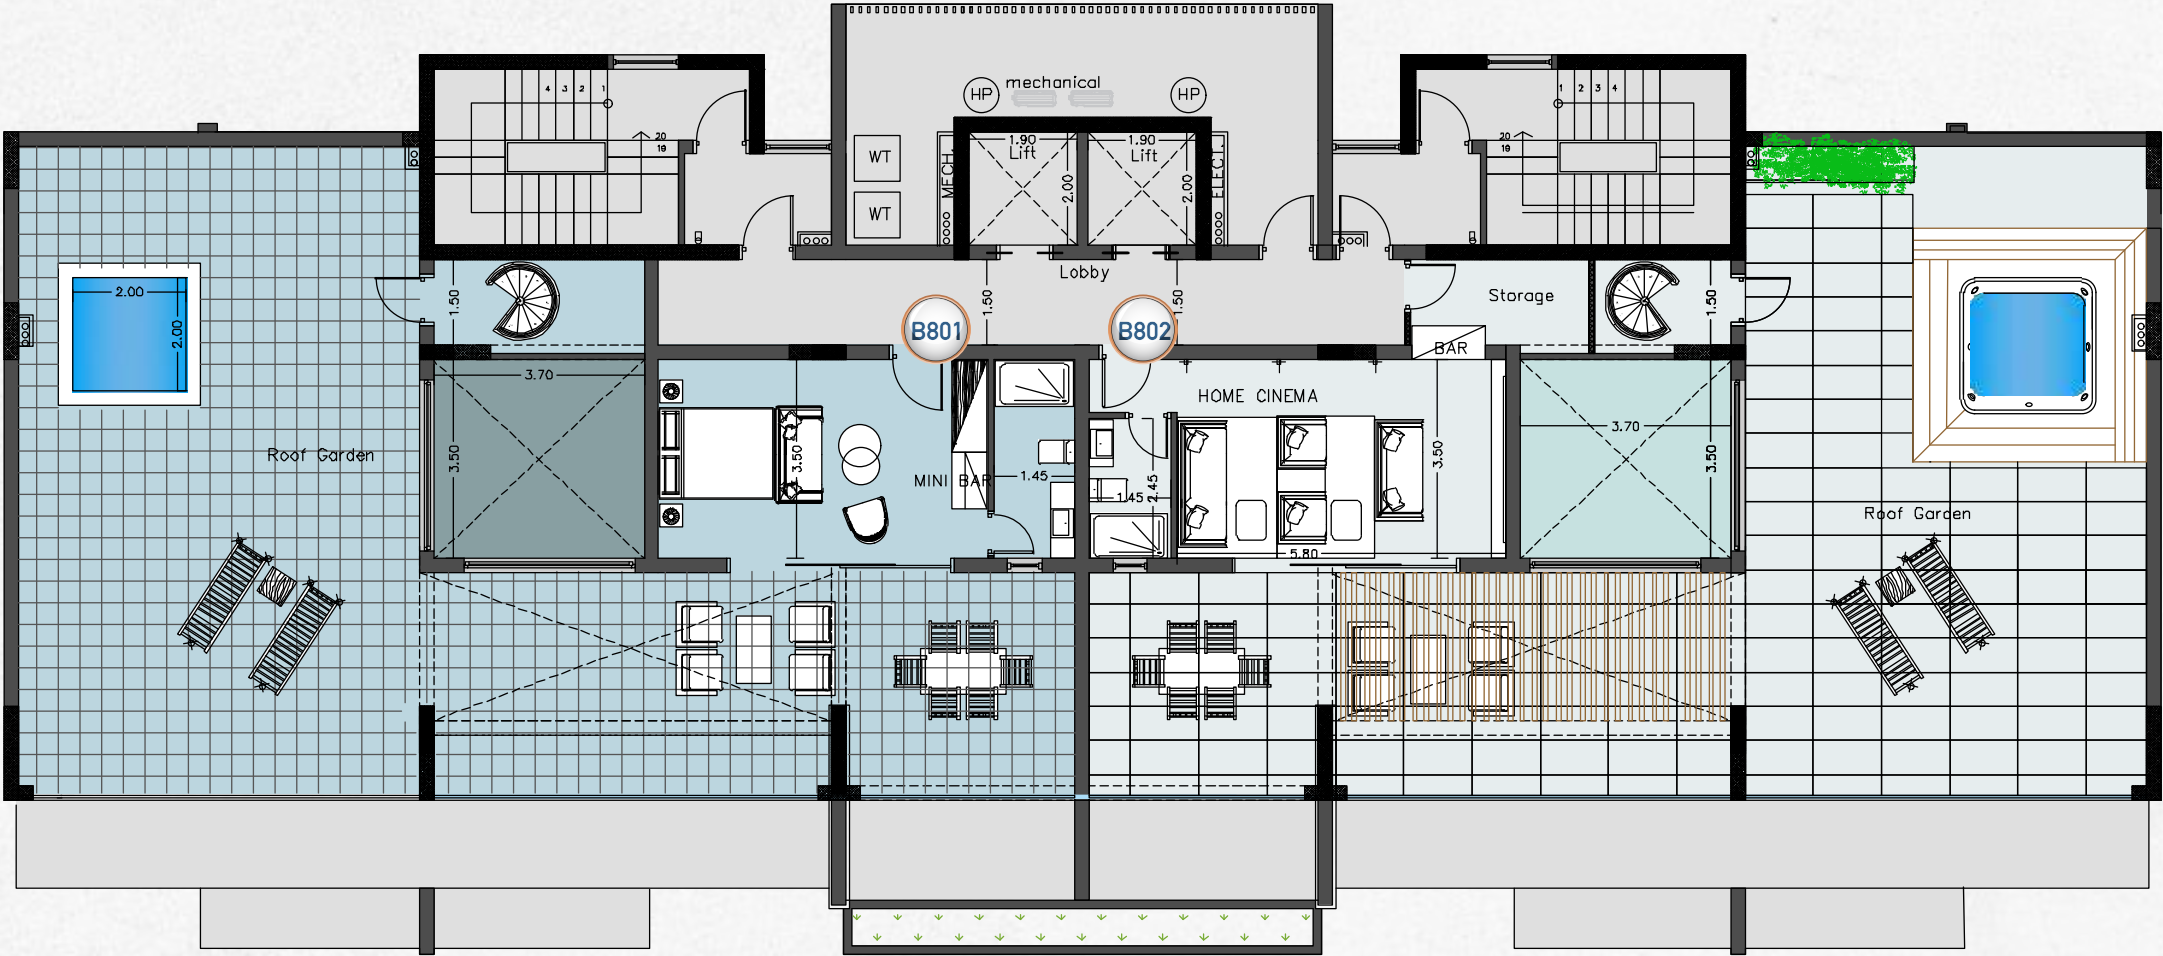 mechanical
HP
HP
4 3 2 1
1 2 3 4
20
19
20
19
WT
WT
MECH.
1.90
Lift
2.00
1.90
Lift
2.00
ELECT.
Lobby
1.50
1.50
1.50
1.50
Storage
B801
B802
BAR
2.00
2.00
3.70
3.50
Roof Garden
3.50
MINI BAR
1.45
HOME CINEMA
1.45
2.45
3.50
5.80
3.70
3.50
Roof Garden